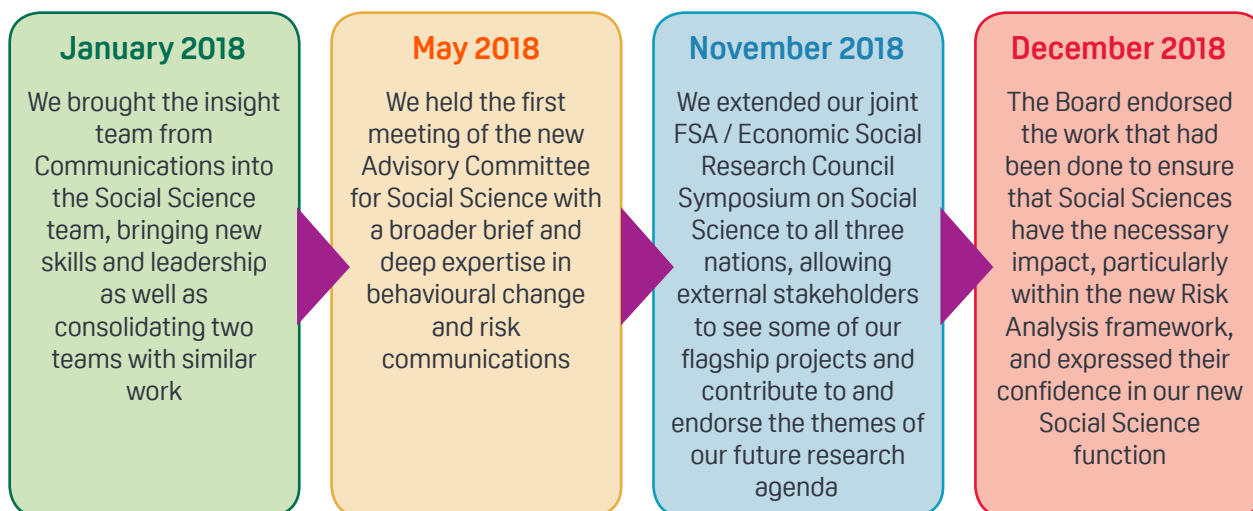 January 2018
We brought the insight
team from
Communications into
the Social Science
team, bringing new
skills and leadership
as well as
consolidating two
teams with similar
work
May 2018
We held the first
meeting of the new
Advisory Committee
for Social Science with
a broader brief and
deep expertise in
behavioural change
and risk
communications
November 2018
We extended our joint
FSA / Economic Social
Research Council
Symposium on Social
Science to all three
nations, allowing
external stakeholders
to see some of our
flagship projects and
contribute to and
endorse the themes of
our future research
agenda
December 2018
The Board endorsed
the work that had
been done to ensure
that Social Sciences
have the necessary
impact, particularly
within the new Risk
Analysis framework,
and expressed their
confidence in our new
Social Science
function